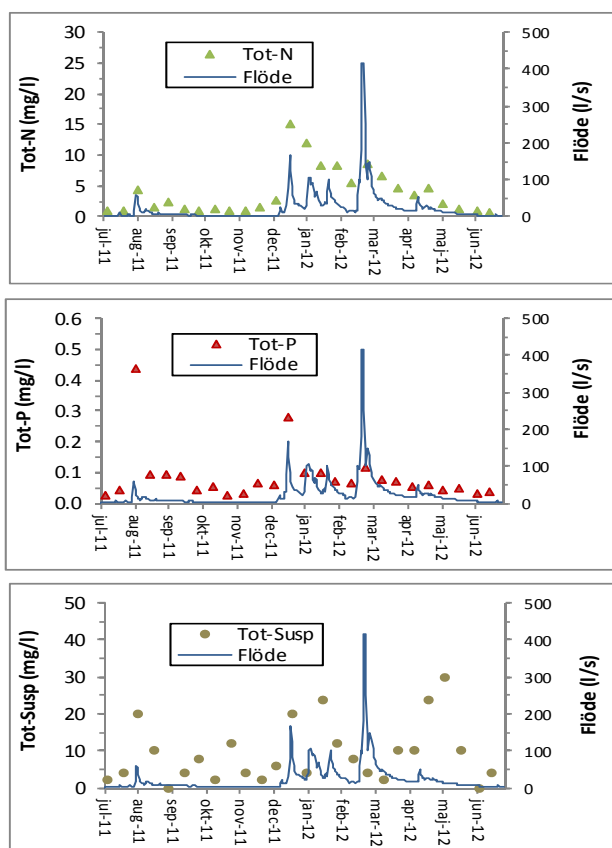 Tot-N (mg/l)
30
25
20
15
10
5
0
Tot-N
Flöde
500
400
300
200
100
0
Flöde (l/s)
jul-11
aug-11
sep-11
okt-11
nov-11
dec-11
jan-12
feb-12
mar-12
apr-12
maj-12
jun-12
Tot-P (mg/l)
0.6
0.5
0.4
0.3
0.2
0.1
0.0
Tot-P
Flöde
500
400
300
200
100
0
Flöde (l/s)
jul-11
aug-11
sep-11
okt-11
nov-11
dec-11
jan-12
feb-12
mar-12
apr-12
maj-12
jun-12
Tot-Susp (mg/l)
50
40
30
20
10
0
Tot-Susp
Flöde
500
400
300
200
100
0
Flöde (l/s)
jul-11
aug-11
sep-11
okt-11
nov-11
dec-11
jan-12
feb-12
mar-12
apr-12
maj-12
jun-12